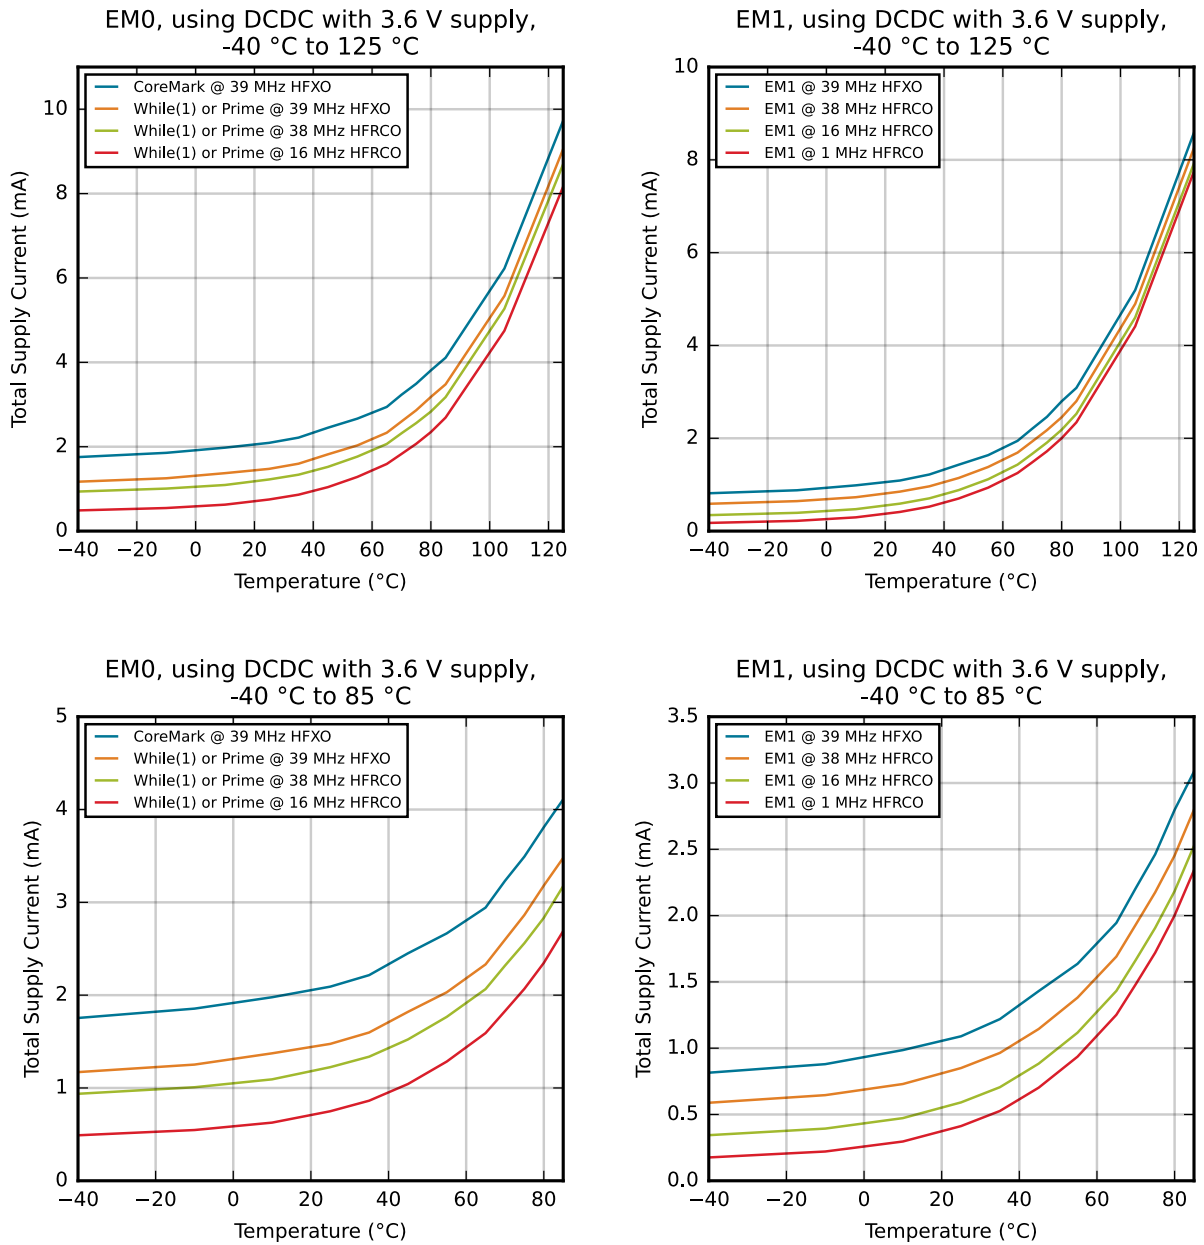 EM0, using DCDC with 3.6 V supply,
-40 °C to 125 °C
CoreMark @ 39 MHz HFXO
While(1) or Prime @ 39 MHz HFXO
While(1) or Prime @ 38 MHz HFRCO
While(1) or Prime @ 16 MHz HFRCO
Total Supply Current (mA)
10
8
6
4
2
0
−40 −20 0 20 40 60 80 100 120
Temperature (°C)
EM1, using DCDC with 3.6 V supply,
-40 °C to 125 °C
EM1 @ 39 MHz HFXO
EM1 @ 38 MHz HFRCO
EM1 @ 16 MHz HFRCO
EM1 @ 1 MHz HFRCO
Total Supply Current (mA)
10
8
6
4
2
0
−40 −20 0 20 40 60 80 100 120
Temperature (°C)
EM0, using DCDC with 3.6 V supply,
-40 °C to 85 °C
CoreMark @ 39 MHz HFXO
While(1) or Prime @ 39 MHz HFXO
While(1) or Prime @ 38 MHz HFRCO
While(1) or Prime @ 16 MHz HFRCO
Total Supply Current (mA)
5
4
3
2
1
0
−40 −20 0 20 40 60 80
Temperature (°C)
EM1, using DCDC with 3.6 V supply,
-40 °C to 85 °C
EM1 @ 39 MHz HFXO
EM1 @ 38 MHz HFRCO
EM1 @ 16 MHz HFRCO
EM1 @ 1 MHz HFRCO
Total Supply Current (mA)
3.5
3.0
2.5
2.0
1.5
1.0
0.5
0.0
−40 −20 0 20 40 60 80
Temperature (°C)